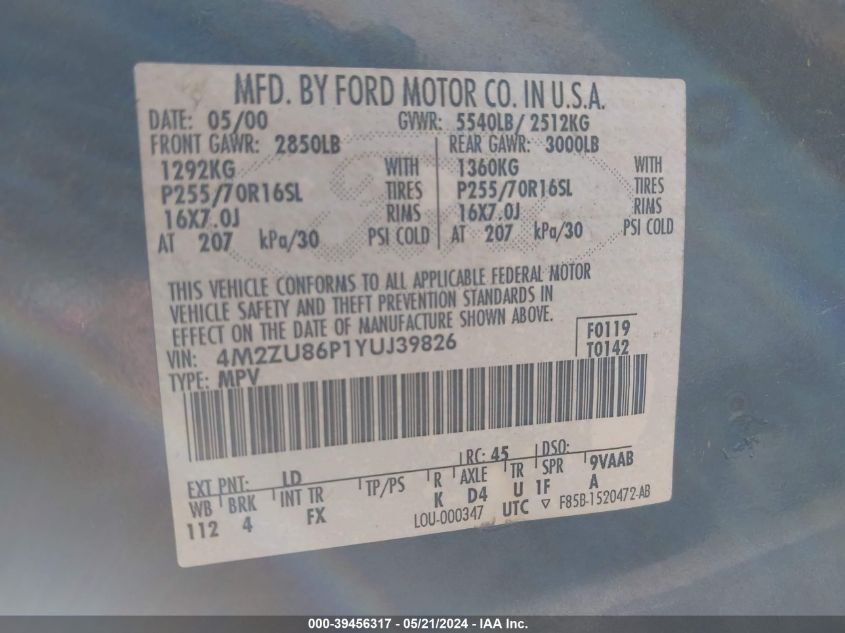 MFD. BY FORD MOTOR CO. IN U.S.A.
DATE: 05/00 GVWR: 5540LB/ 2512KG
FRONT GAWR: 2850LB REAR GAWR: 3000LB
1292KG WITH 1360KG WITH
P255/70R16SL TIRES P255/70R16SL TIRES
16X7.0J RIMS 16X7.0J RIMS
AT 207 kPa/30 PSI COLD AT 207 kPa/30 PSI COLD
THIS VEHICLE CONFORMS TO ALL APPLICABLE FEDERAL MOTOR
VEHICLE SAFETY AND THEFT PREVENTION STANDARDS IN
EFFECT ON THE DATE OF MANUFACTURE SHOWN ABOVE.
VIN: 4M2ZU86P1YUJ39826 F0119
TYPE: MPV T0142
EXT PNT: LD RC: 45 DSO:
WB BRK INT TR TP/PS R AXLE TR SPR 9VAAB
112 4 FX K D4 U 1F A
LOU-000347 UTC ▽ F85B-1520472-AB
000-39456317 - 05/21/2024 - IAA Inc.